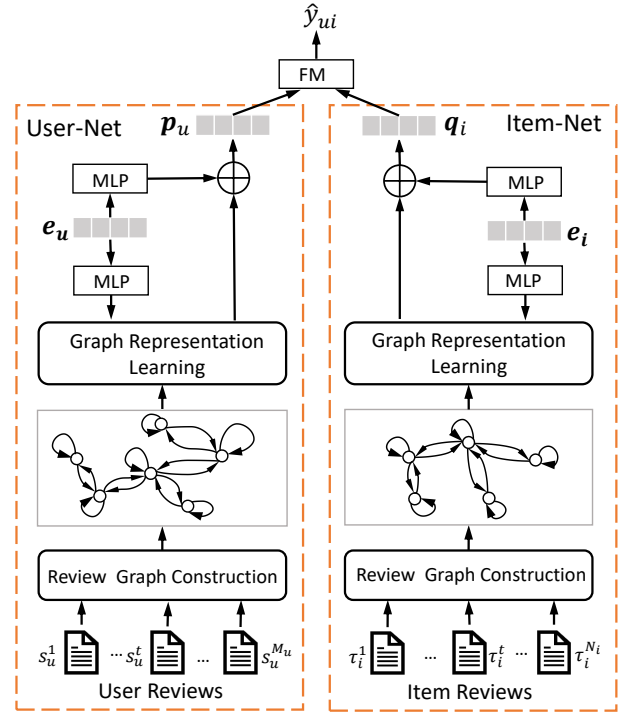 ŷ_{ui}
FM
User-Net
p_u
q_i
Item-Net
MLP
MLP
e_u
e_i
MLP
MLP
Graph Representation
Learning
Graph Representation
Learning
Review Graph Construction
Review Graph Construction
s_u^1 ... s_u^t ... s_u^{M_u}
τ_i^1 ... τ_i^t ... τ_i^{N_i}
User Reviews
Item Reviews